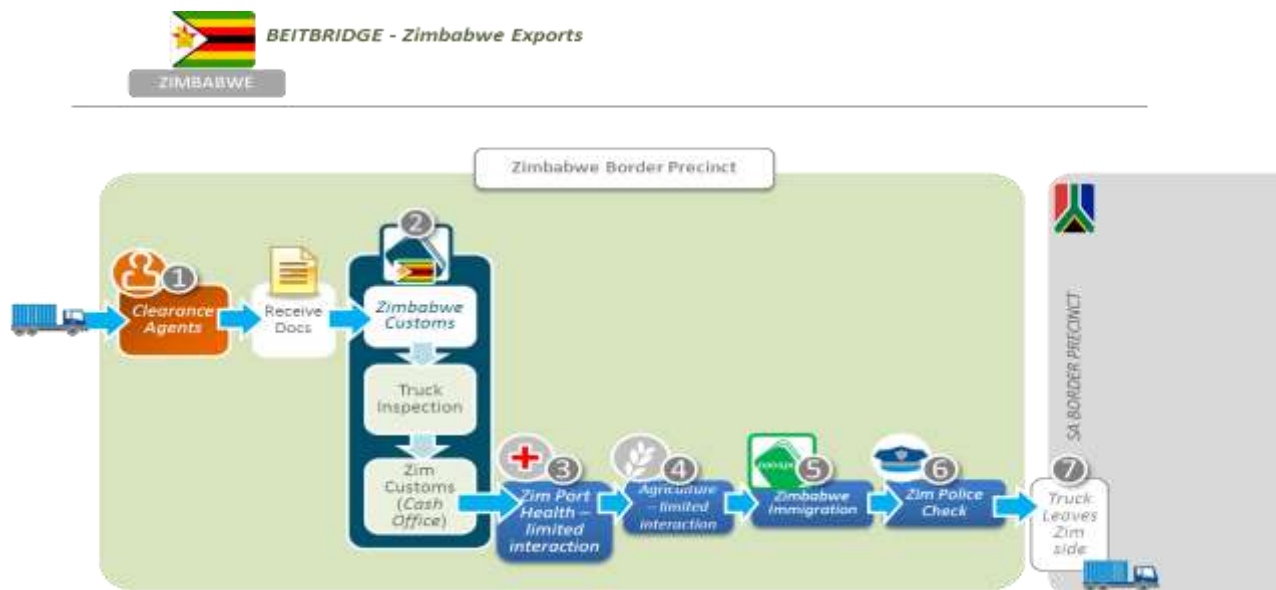 BEITBRIDGE - Zimbabwe Exports
ZIMBABWE
Zimbabwe Border Precinct
1
Clearance
Agents
Receive
Docs
2
Zimbabwe
Customs
Truck
Inspection
Zim
Customs
(Cash
Office)
3
Zim Port
Health –
limited
interaction
4
Agriculture
– limited
interaction
5
Zimbabwe
Immigration
6
Zim Police
Check
7
Truck
Leaves
Zim
side
SA BORDER PRECINCT